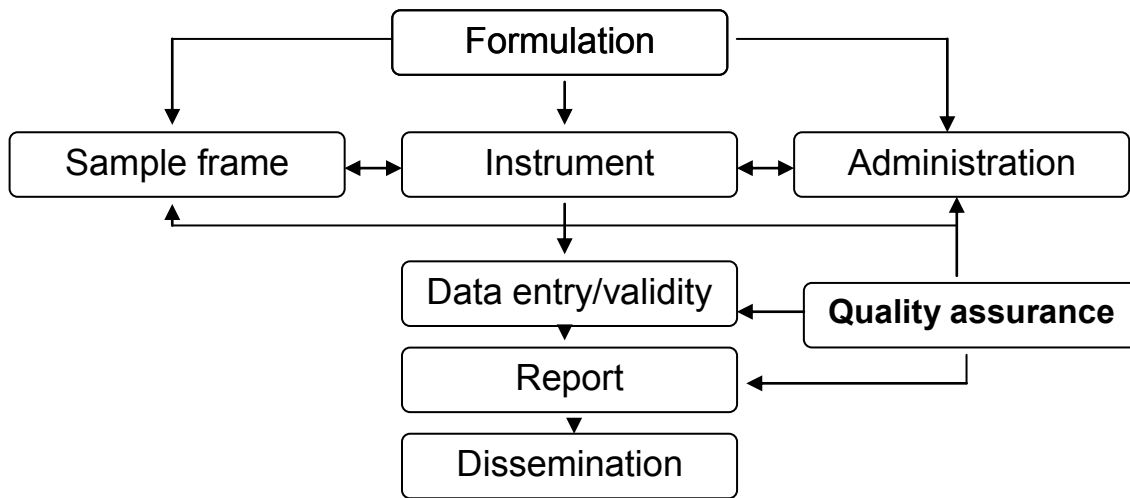 Formulation
Sample frame
Instrument
Administration
Data entry/validity
Quality assurance
Report
Dissemination